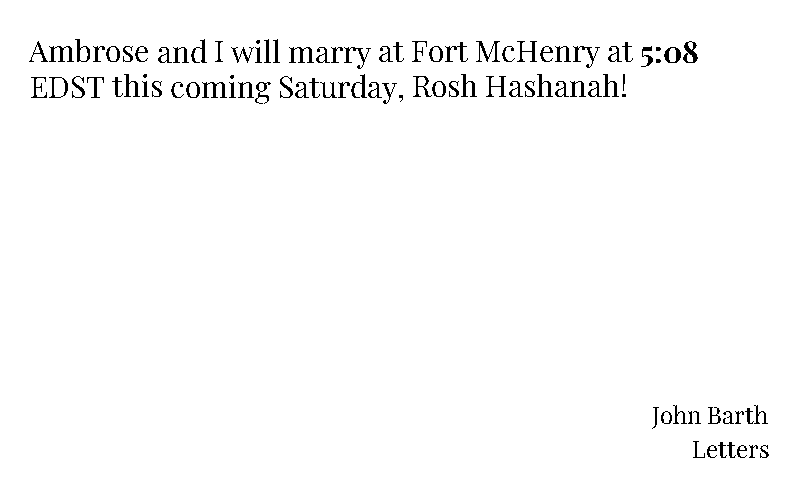 Ambrose and I will marry at Fort McHenry at 5:08
EDST this coming Saturday, Rosh Hashanah!
John Barth
Letters